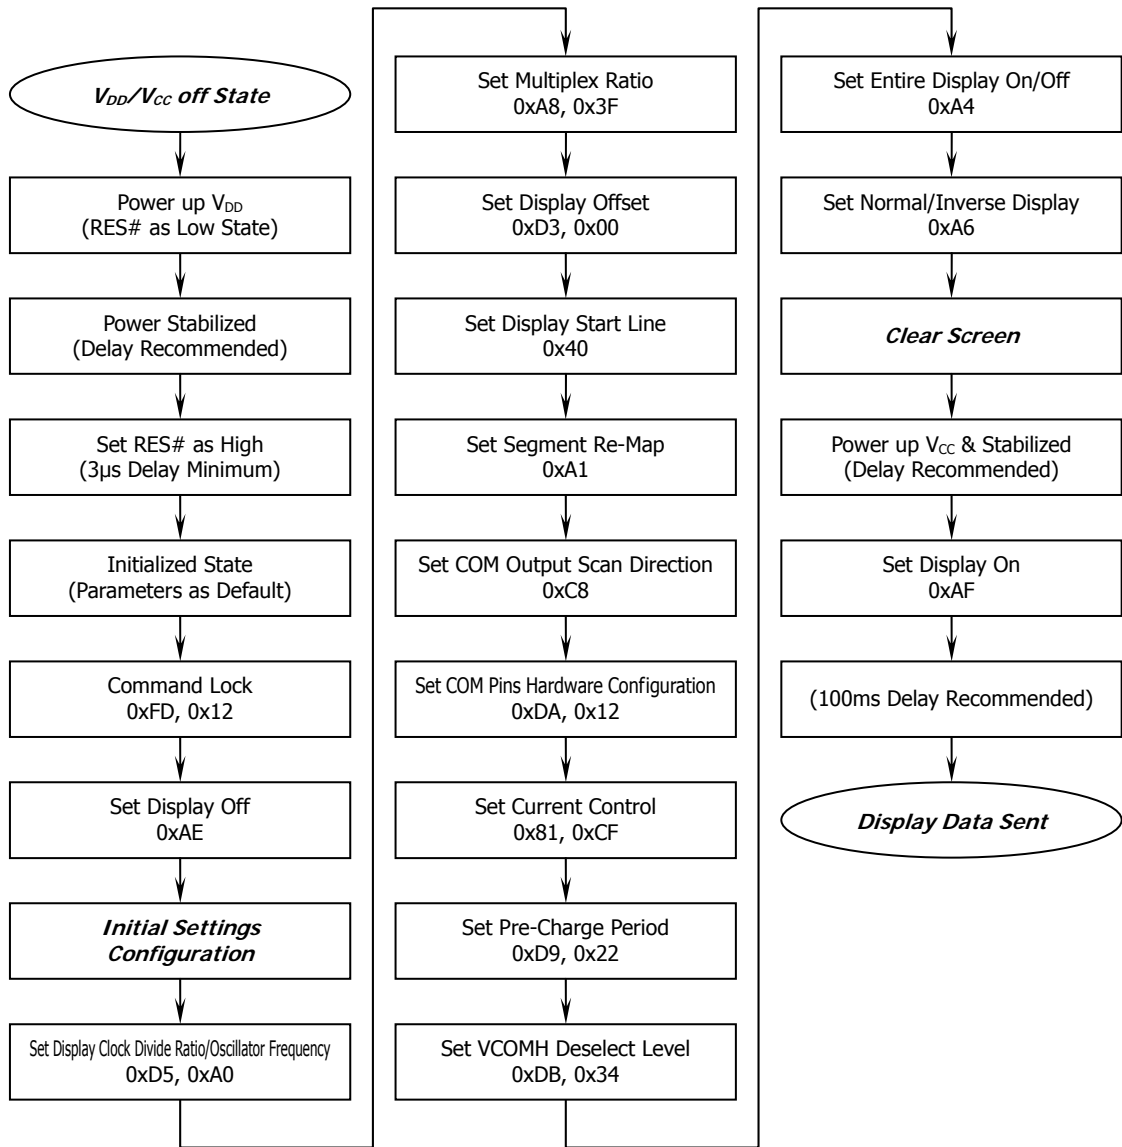 V_DD/V_CC off State
Power up V_DD
(RES# as Low State)
Power Stabilized
(Delay Recommended)
Set RES# as High
(3µs Delay Minimum)
Initialized State
(Parameters as Default)
Command Lock
0xFD, 0x12
Set Display Off
0xAE
Initial Settings
Configuration
Set Display Clock Divide Ratio/Oscillator Frequency
0xD5, 0xA0
Set Multiplex Ratio
0xA8, 0x3F
Set Display Offset
0xD3, 0x00
Set Display Start Line
0x40
Set Segment Re-Map
0xA1
Set COM Output Scan Direction
0xC8
Set COM Pins Hardware Configuration
0xDA, 0x12
Set Current Control
0x81, 0xCF
Set Pre-Charge Period
0xD9, 0x22
Set VCOMH Deselect Level
0xDB, 0x34
Set Entire Display On/Off
0xA4
Set Normal/Inverse Display
0xA6
Clear Screen
Power up V_CC & Stabilized
(Delay Recommended)
Set Display On
0xAF
(100ms Delay Recommended)
Display Data Sent